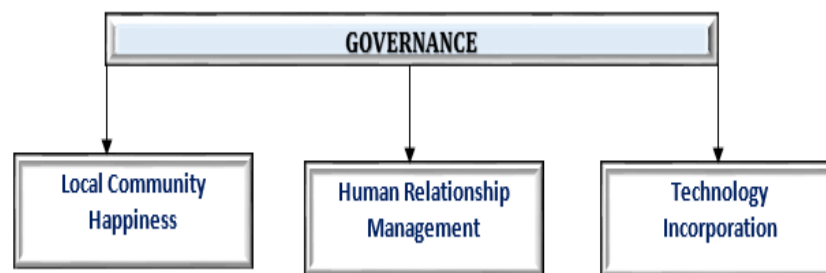 GOVERNANCE
Local Community
Happiness
Human Relationship
Management
Technology
Incorporation